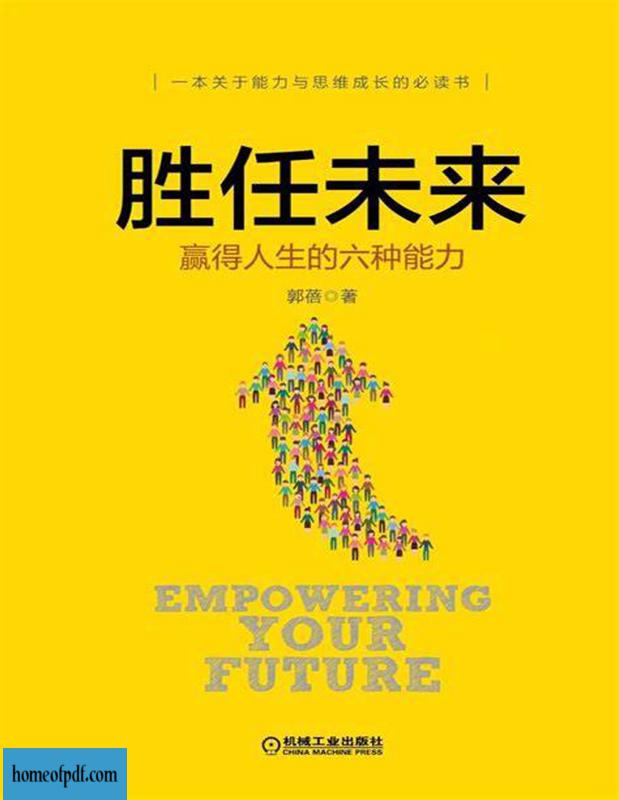 一本关于能力与思维成长的必读书
胜任未来
赢得人生的六种能力
郭蓓◎著
EMPOWERING
YOUR
FUTURE
机械工业出版社
CHINA MACHINE PRESS
homeofpdf.com